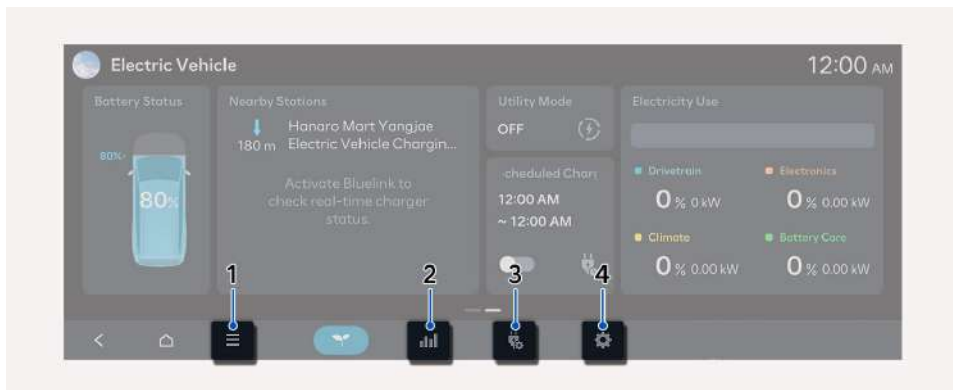 Electric Vehicle
12:00 AM
Battery Status
80%
80%
Nearby Stations
180 m
Hanaro Mart Yangjae
Electric Vehicle Chargin...
Activate Bluelink to
check real-time charger
status.
Utility Mode
OFF
cheduled Charg
12:00 AM
~ 12:00 AM
Electricity Use
Drivetrain
0 % 0 kW
Electronics
0 % 0.00 kW
Climate
0 % 0.00 kW
Battery Care
0 % 0.00 kW
1
2
3
4